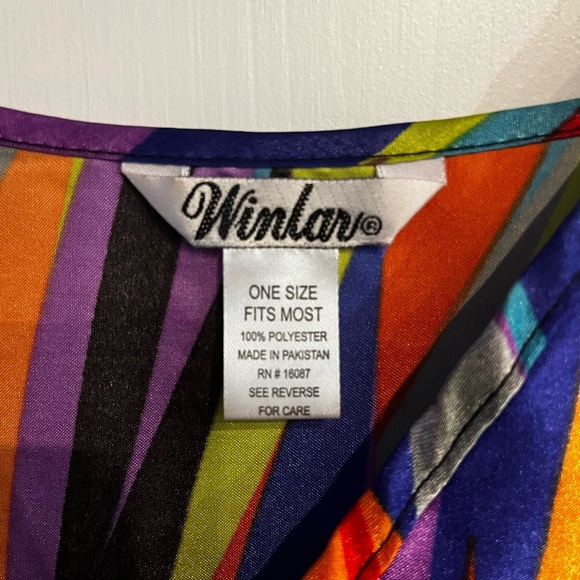 Winlar®
ONE SIZE
FITS MOST
100% POLYESTER
MADE IN PAKISTAN
RN # 16087
SEE REVERSE
FOR CARE